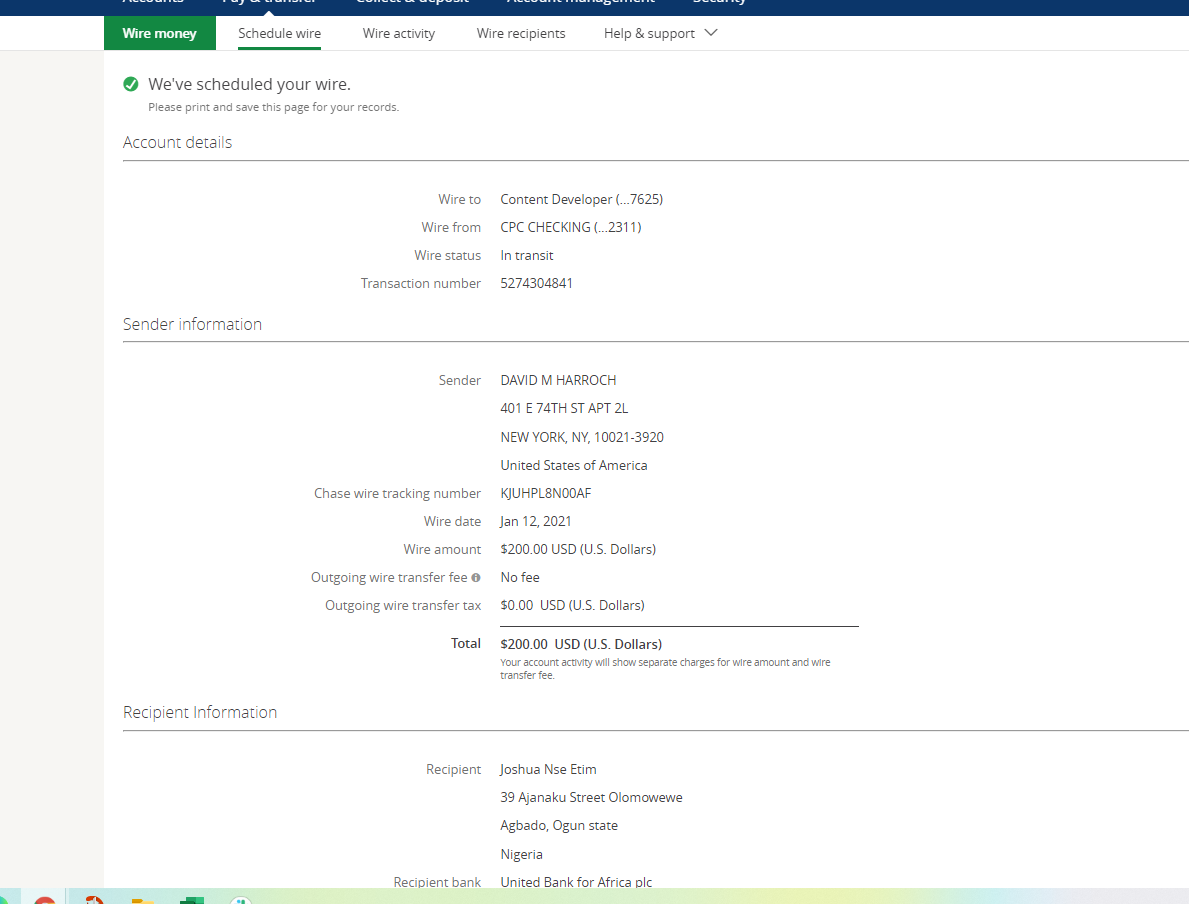 Accounts Pay & transfer Collect & deposit Account management Security
Wire money Schedule wire Wire activity Wire recipients Help & support
We've scheduled your wire.
Please print and save this page for your records.
Account details
Wire to Content Developer (...7625)
Wire from CPC CHECKING (...2311)
Wire status In transit
Transaction number 5274304841
Sender information
Sender DAVID M HARROCH
401 E 74TH ST APT 2L
NEW YORK, NY, 10021-3920
United States of America
Chase wire tracking number KJUHPL8N00AF
Wire date Jan 12, 2021
Wire amount $200.00 USD (U.S. Dollars)
Outgoing wire transfer fee No fee
Outgoing wire transfer tax $0.00 USD (U.S. Dollars)
Total $200.00 USD (U.S. Dollars)
Your account activity will show separate charges for wire amount and wire
transfer fee.
Recipient Information
Recipient Joshua Nse Etim
39 Ajanaku Street Olomowewe
Agbado, Ogun state
Nigeria
Recipient bank United Bank for Africa plc